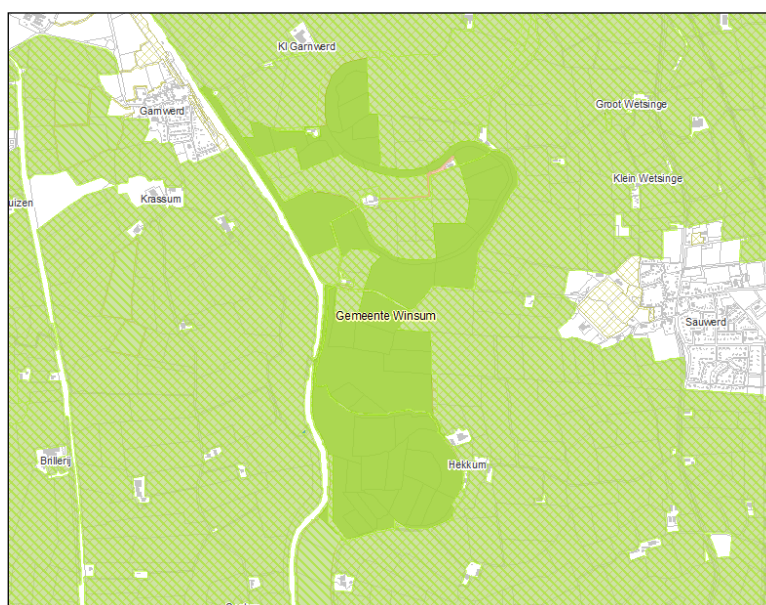 Kl Garnwerd
Garnwerd
Groot Wetsinge
Klein Wetsinge
Krassum
uizen
Gemeente Winsum
Sauwerd
Brillerij
Hekkum